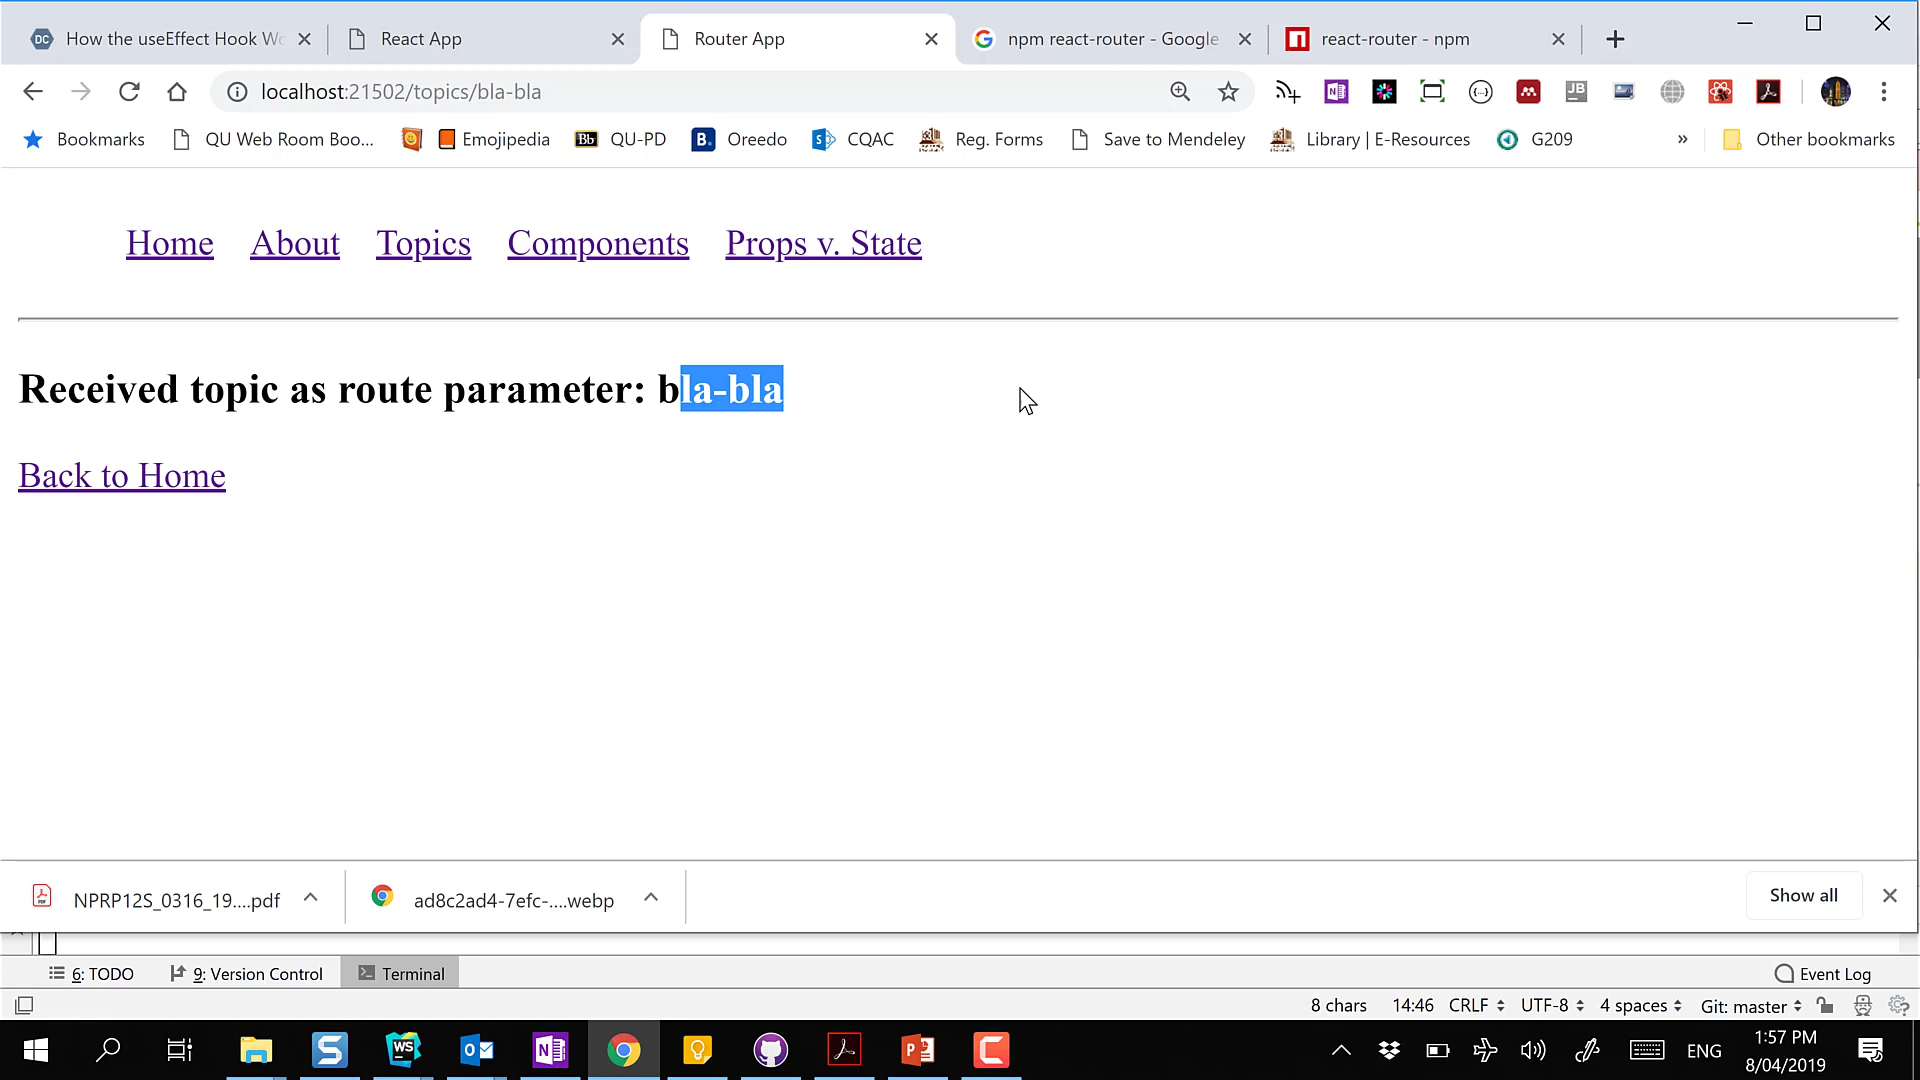 How the useEffect Hook Wo
React App
Router App
npm react-router - Google
react-router - npm
localhost:21502/topics/bla-bla
Bookmarks
QU Web Room Boo...
Emojipedia
QU-PD
Oreedo
CQAC
Reg. Forms
Save to Mendeley
Library | E-Resources
G209
»
Other bookmarks
Home
About
Topics
Components
Props v. State
Received topic as route parameter: bla-bla
Back to Home
NPRP12S_0316_19....pdf
ad8c2ad4-7efc-....webp
Show all
6: TODO
9: Version Control
Terminal
Event Log
8 chars
14:46
CRLF
UTF-8
4 spaces
Git: master
ENG
1:57 PM
8/04/2019